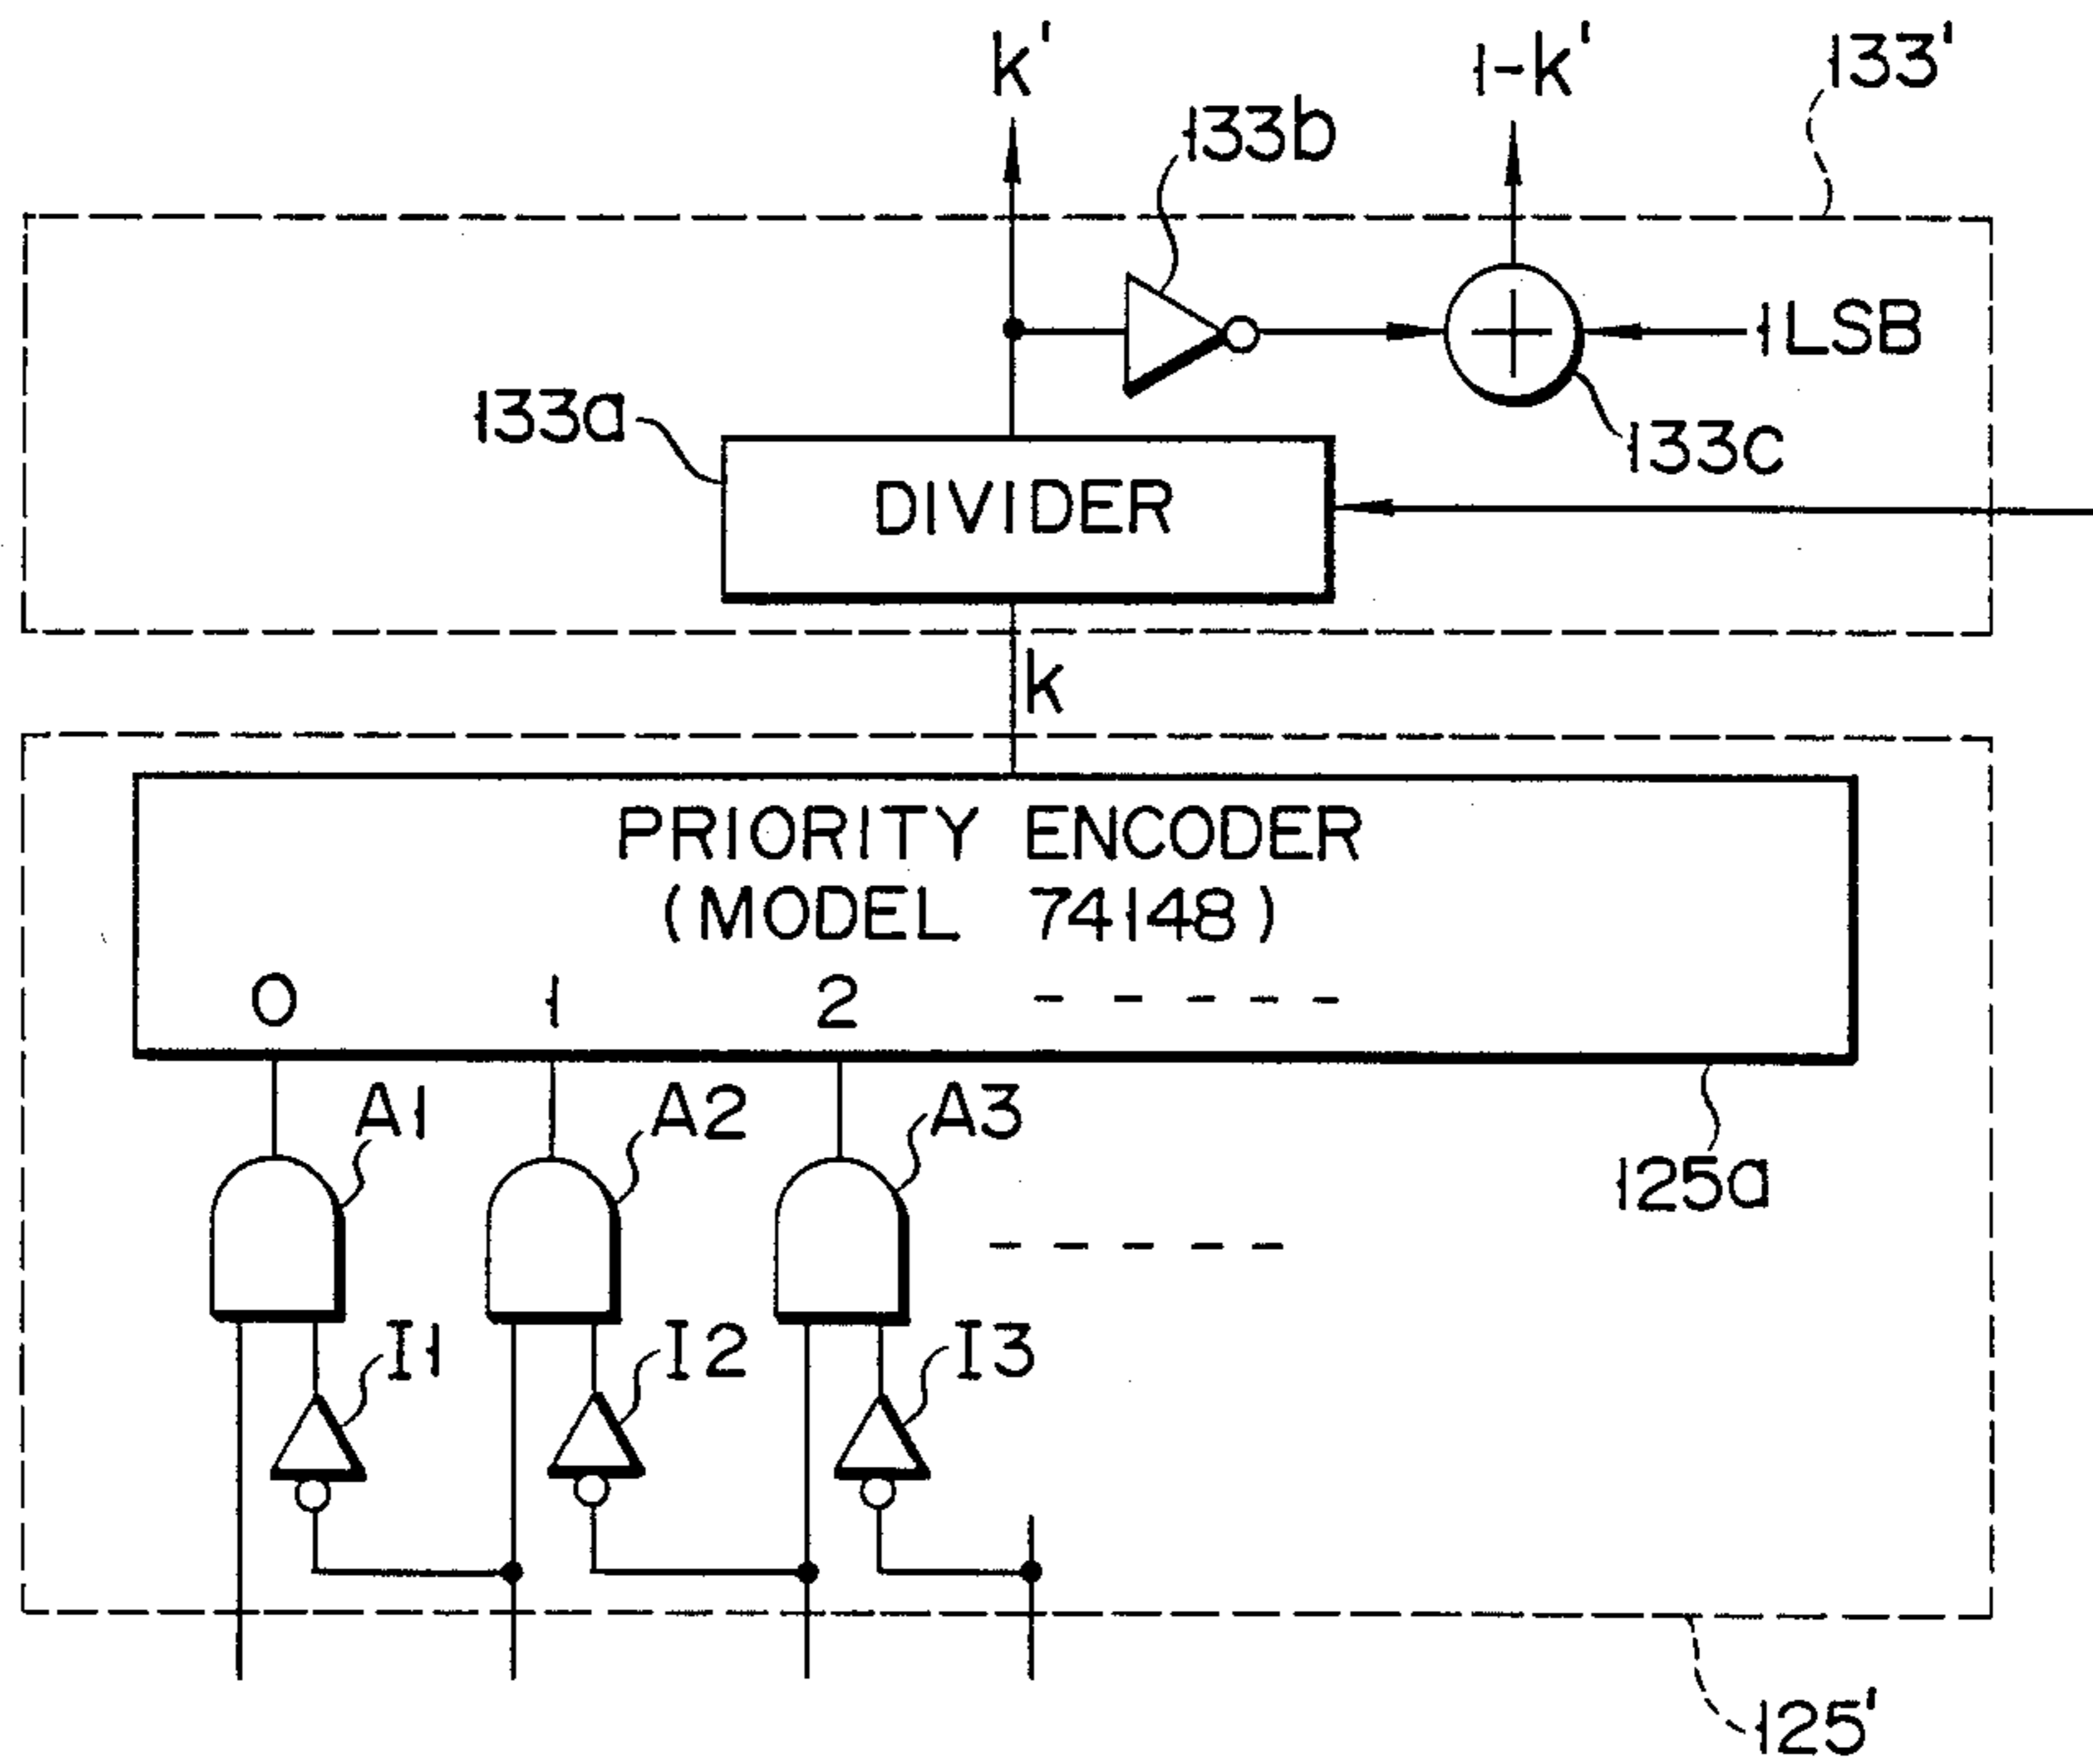 k'
1-k'
133'
133b
1LSB
133a
133c
DIVIDER
k
PRIORITY ENCODER
(MODEL 74148)
0 1 2 - - - - -
A1 A2 A3
125a
- - - - -
I1 I2 I3
125'